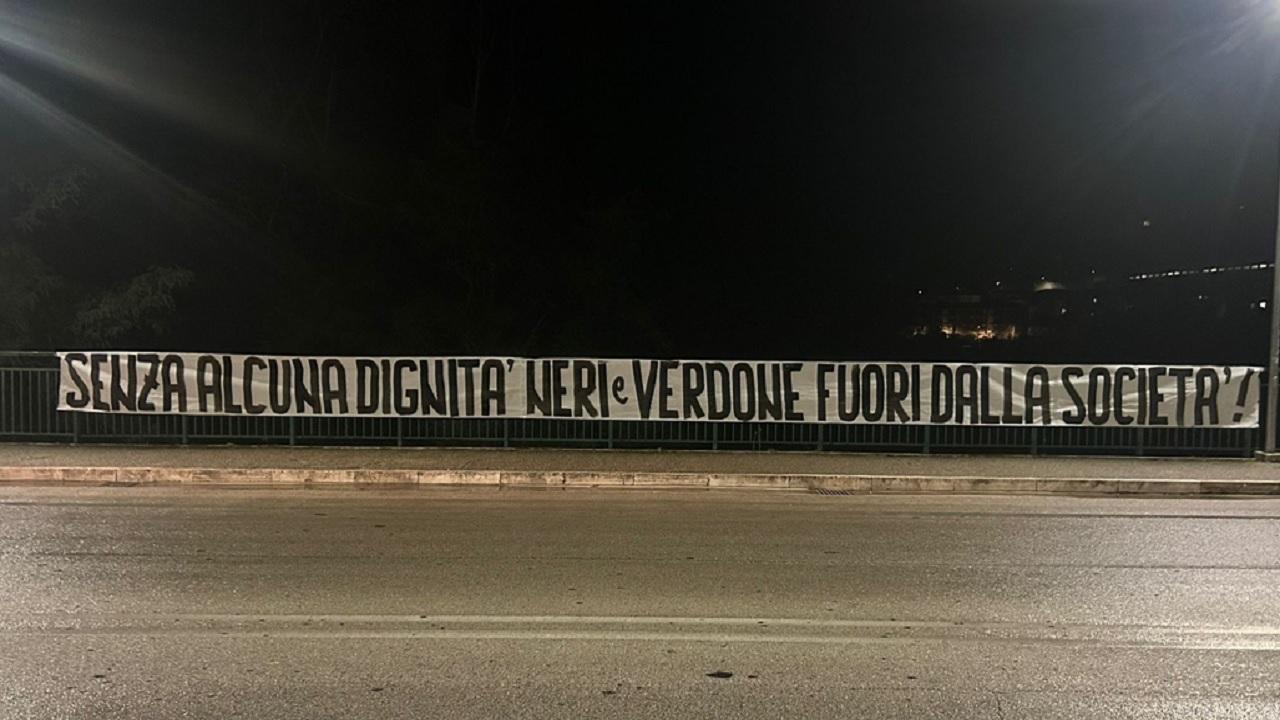 SENZA ALCUNA DIGNITA' NERI e VERDONE FUORI DALLA SOCIETA'!